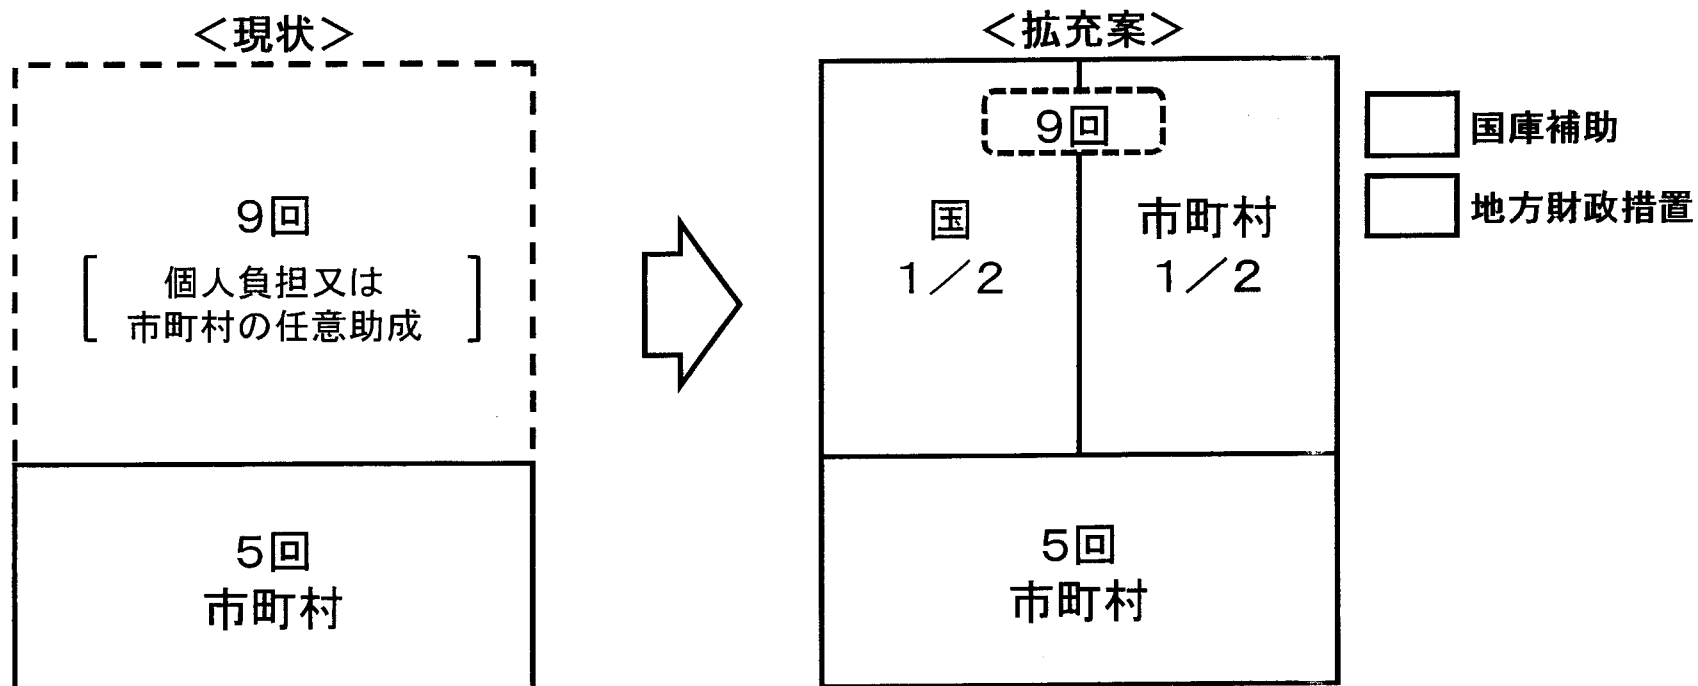 ＜現状＞
9回
個人負担又は
市町村の任意助成
5回
市町村
＜拡充案＞
9回
国
1／2
市町村
1／2
5回
市町村
国庫補助
地方財政措置